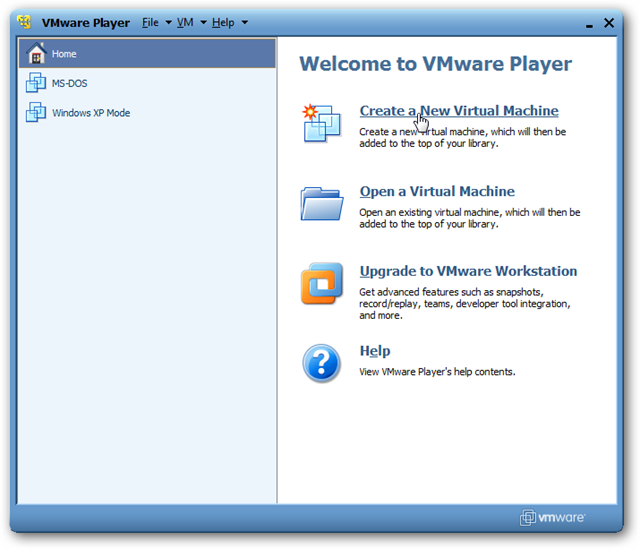 VMware Player File VM Help
Home
MS-DOS
Windows XP Mode
Welcome to VMware Player
Create a New Virtual Machine
Create a new virtual machine, which will then be
added to the top of your library.
Open a Virtual Machine
Open an existing virtual machine, which will then be
added to the top of your library.
Upgrade to VMware Workstation
Get advanced features such as snapshots,
record/replay, teams, developer tool integration,
and more.
Help
View VMware Player's help contents.
vmware